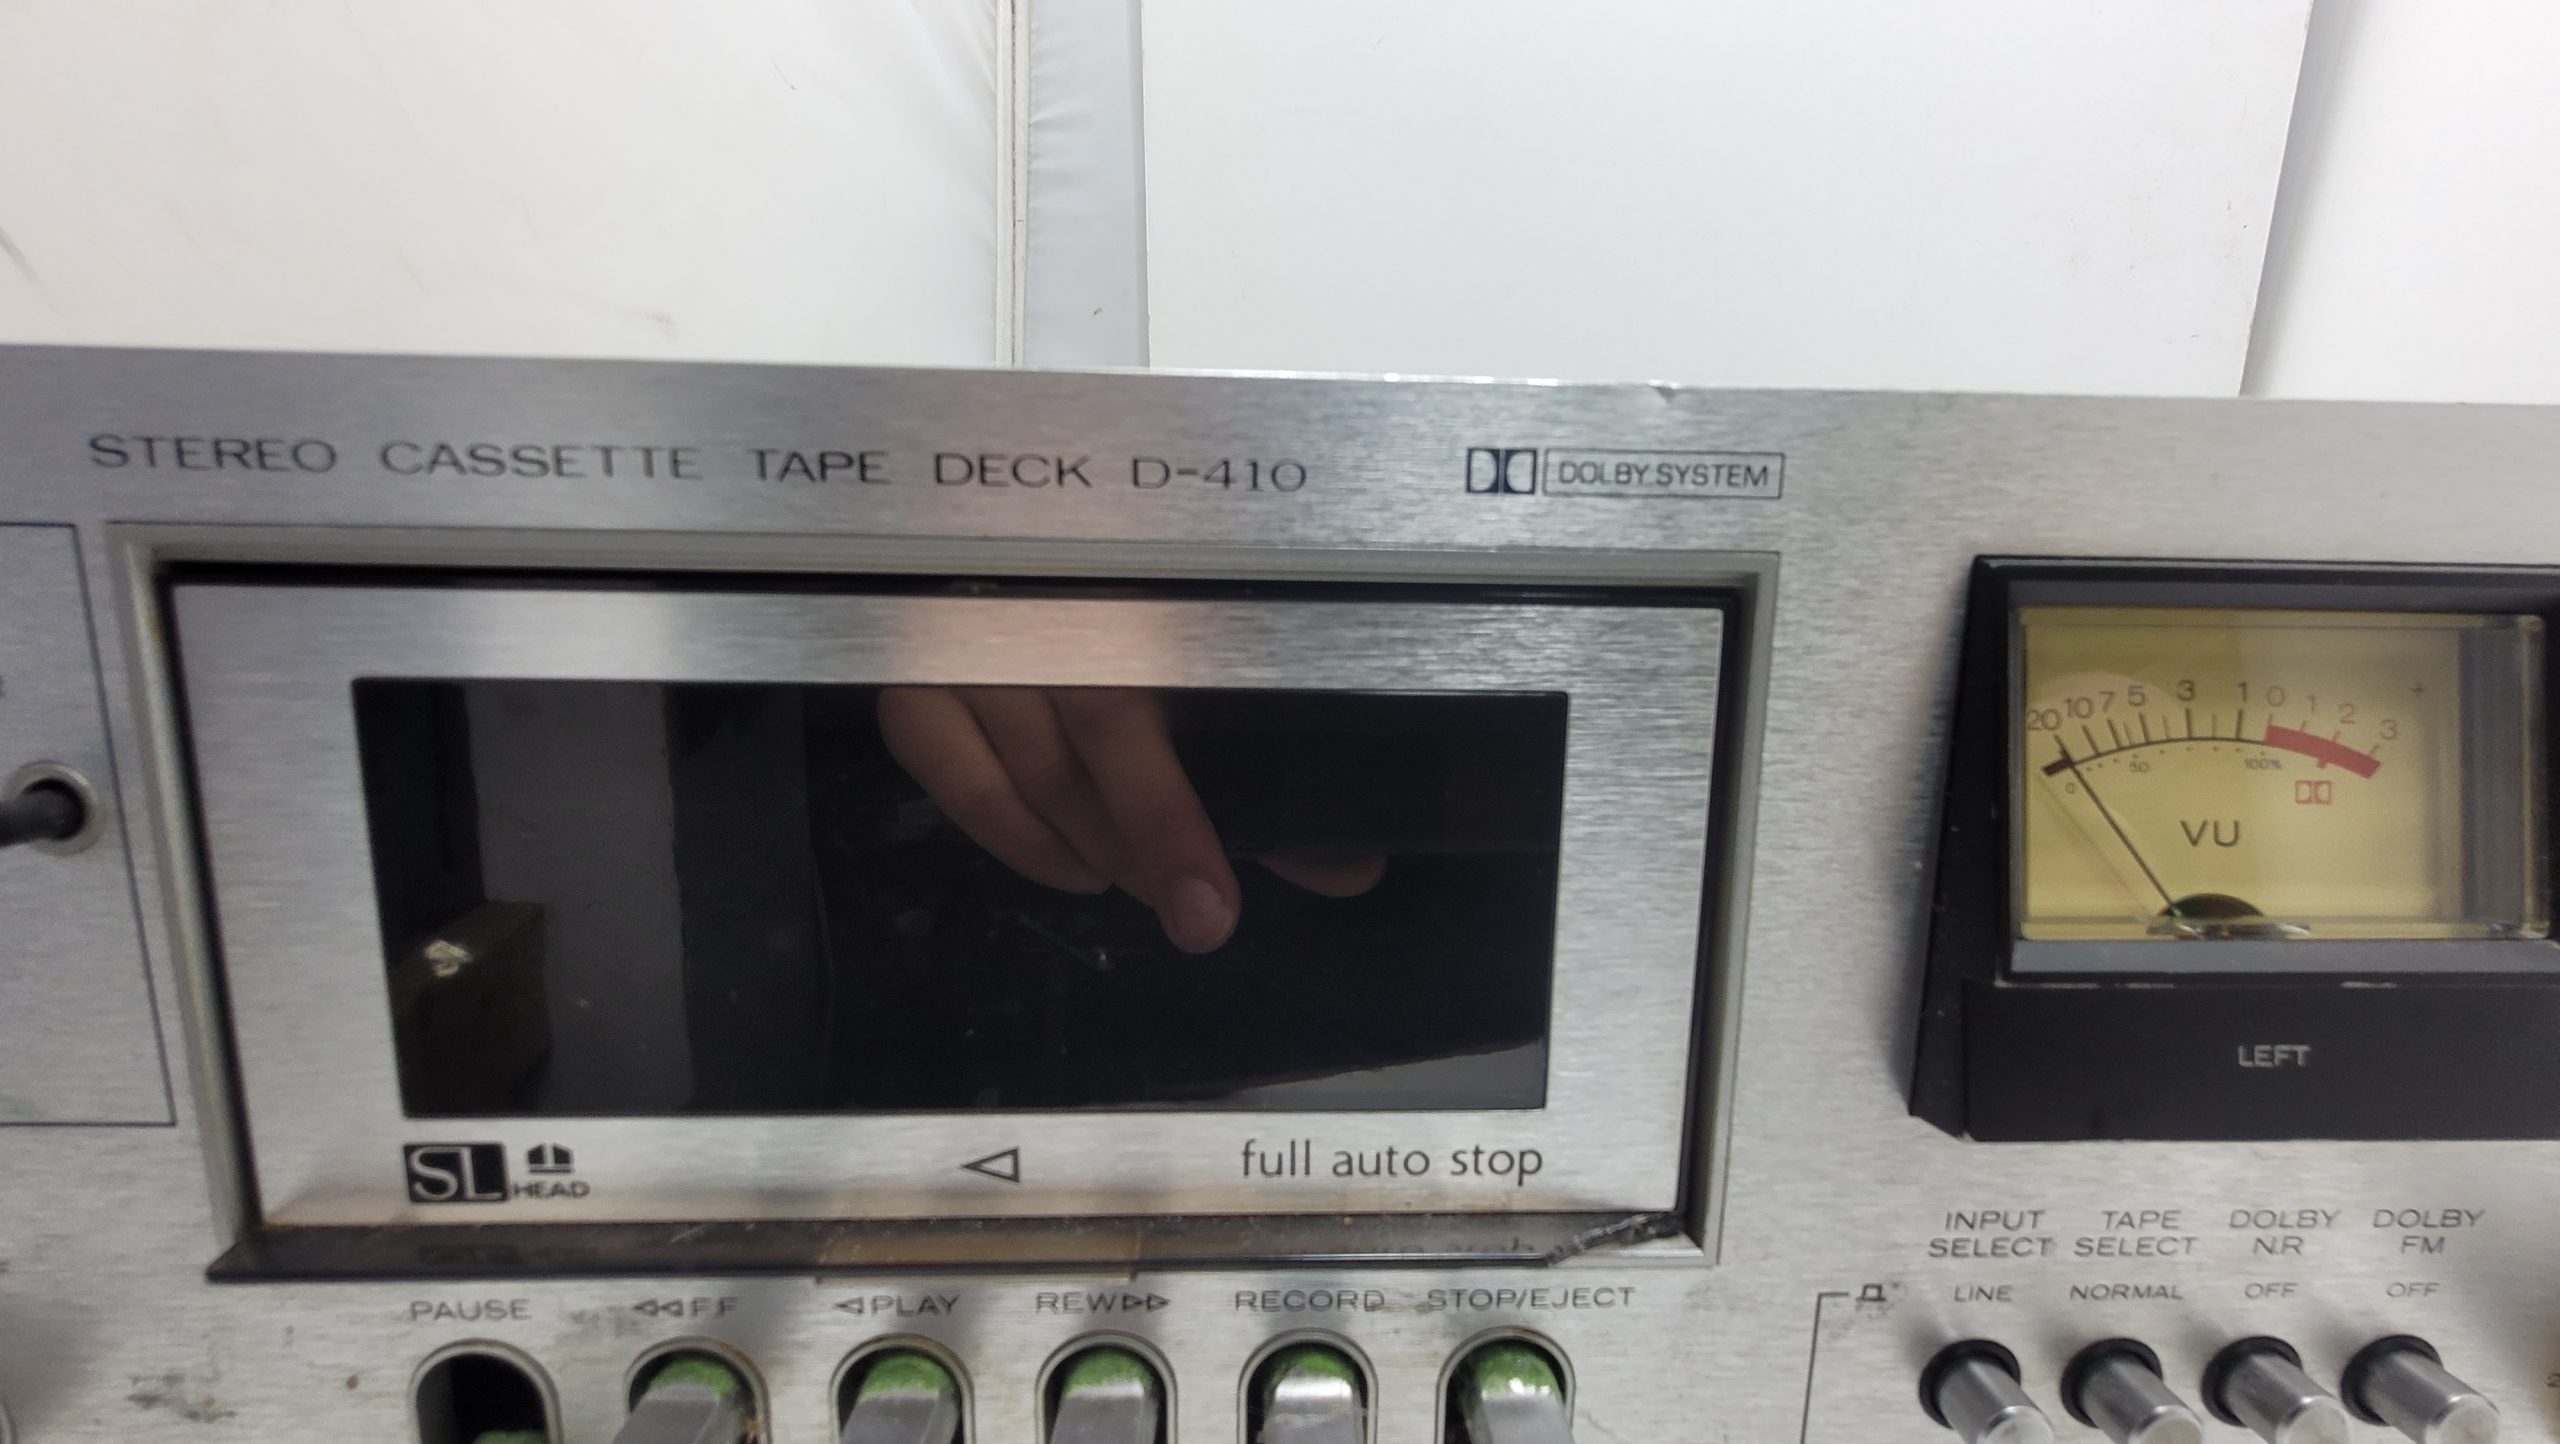 STEREO CASSETTE TAPE DECK D-410
DOLBY SYSTEM
20 10 7 5 3 1 0 1 2 3 +
0 50 100%
VU
LEFT
SL HEAD
◁
full auto stop
PAUSE ◁◁FF ◁PLAY REW▷▷ RECORD STOP/EJECT
INPUT SELECT
TAPE SELECT
DOLBY NR
DOLBY FM
LINE NORMAL OFF OFF